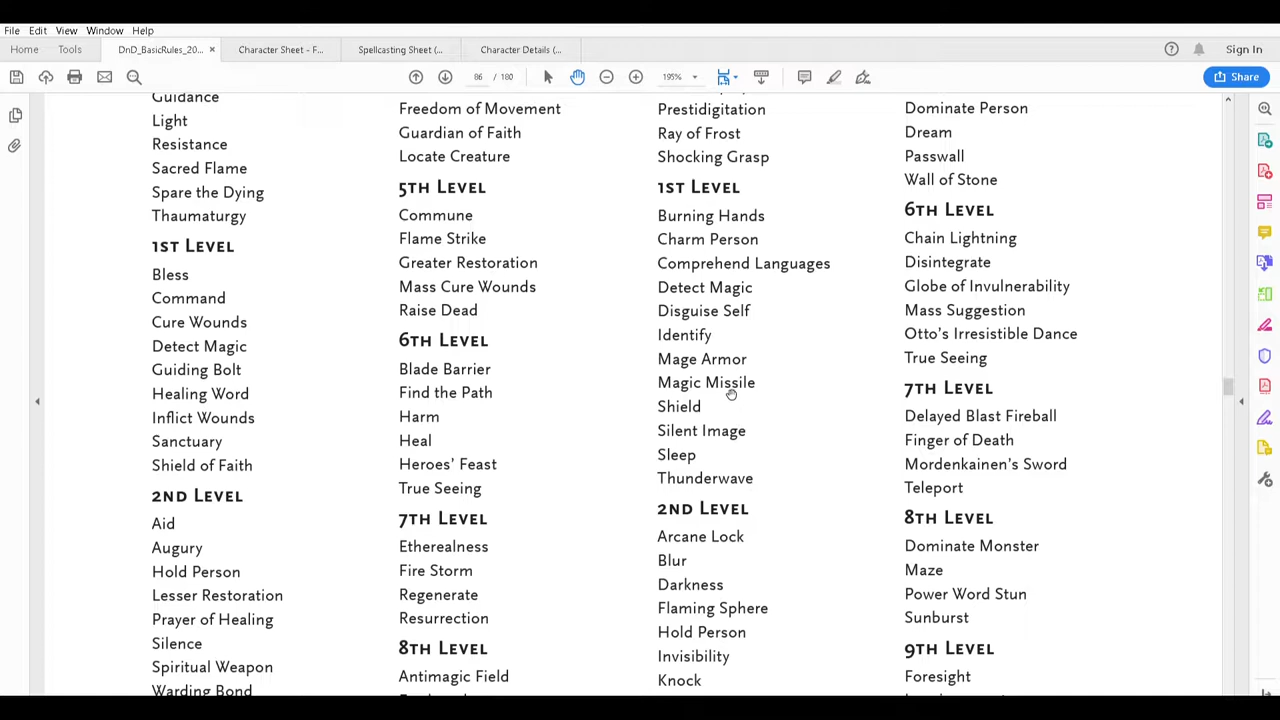 File Edit View Window Help
Home Tools DnD_BasicRules_20... × Character Sheet - F... Spellcasting Sheet (... Character Details (... Sign In
86 / 180 195% Share
Guidance
Light
Resistance
Sacred Flame
Spare the Dying
Thaumaturgy
1st Level
Bless
Command
Cure Wounds
Detect Magic
Guiding Bolt
Healing Word
Inflict Wounds
Sanctuary
Shield of Faith
2nd Level
Aid
Augury
Hold Person
Lesser Restoration
Prayer of Healing
Silence
Spiritual Weapon
Warding Bond
Freedom of Movement
Guardian of Faith
Locate Creature
5th Level
Commune
Flame Strike
Greater Restoration
Mass Cure Wounds
Raise Dead
6th Level
Blade Barrier
Find the Path
Harm
Heal
Heroes’ Feast
True Seeing
7th Level
Etherealness
Fire Storm
Regenerate
Resurrection
8th Level
Antimagic Field
Prestidigitation
Ray of Frost
Shocking Grasp
1st Level
Burning Hands
Charm Person
Comprehend Languages
Detect Magic
Disguise Self
Identify
Mage Armor
Magic Missile
Shield
Silent Image
Sleep
Thunderwave
2nd Level
Arcane Lock
Blur
Darkness
Flaming Sphere
Hold Person
Invisibility
Knock
Dominate Person
Dream
Passwall
Wall of Stone
6th Level
Chain Lightning
Disintegrate
Globe of Invulnerability
Mass Suggestion
Otto’s Irresistible Dance
True Seeing
7th Level
Delayed Blast Fireball
Finger of Death
Mordenkainen’s Sword
Teleport
8th Level
Dominate Monster
Maze
Power Word Stun
Sunburst
9th Level
Foresight